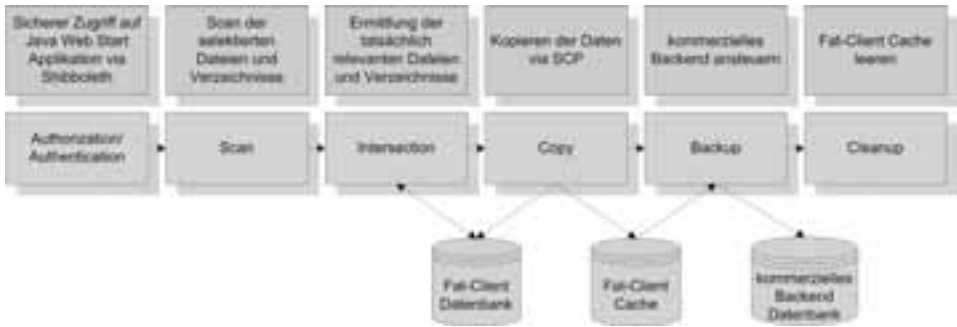 Sicherer Zugriff auf
Java Web Start
Applikation via
Shibboleth
Scan der
selektierten
Dateien und
Verzeichnisse
Ermittlung der
tatsächlich
relevanten Dateien
und Verzeichnisse
Kopieren der Daten
via SCP
kommerzielles
Backend ansteuern
Fat-Client Cache
leeren
Authorization/
Authentication
Scan
Intersection
Copy
Backup
Cleanup
Fat-Client
Datenbank
Fat-Client
Cache
kommerzielles
Backend
Datenbank